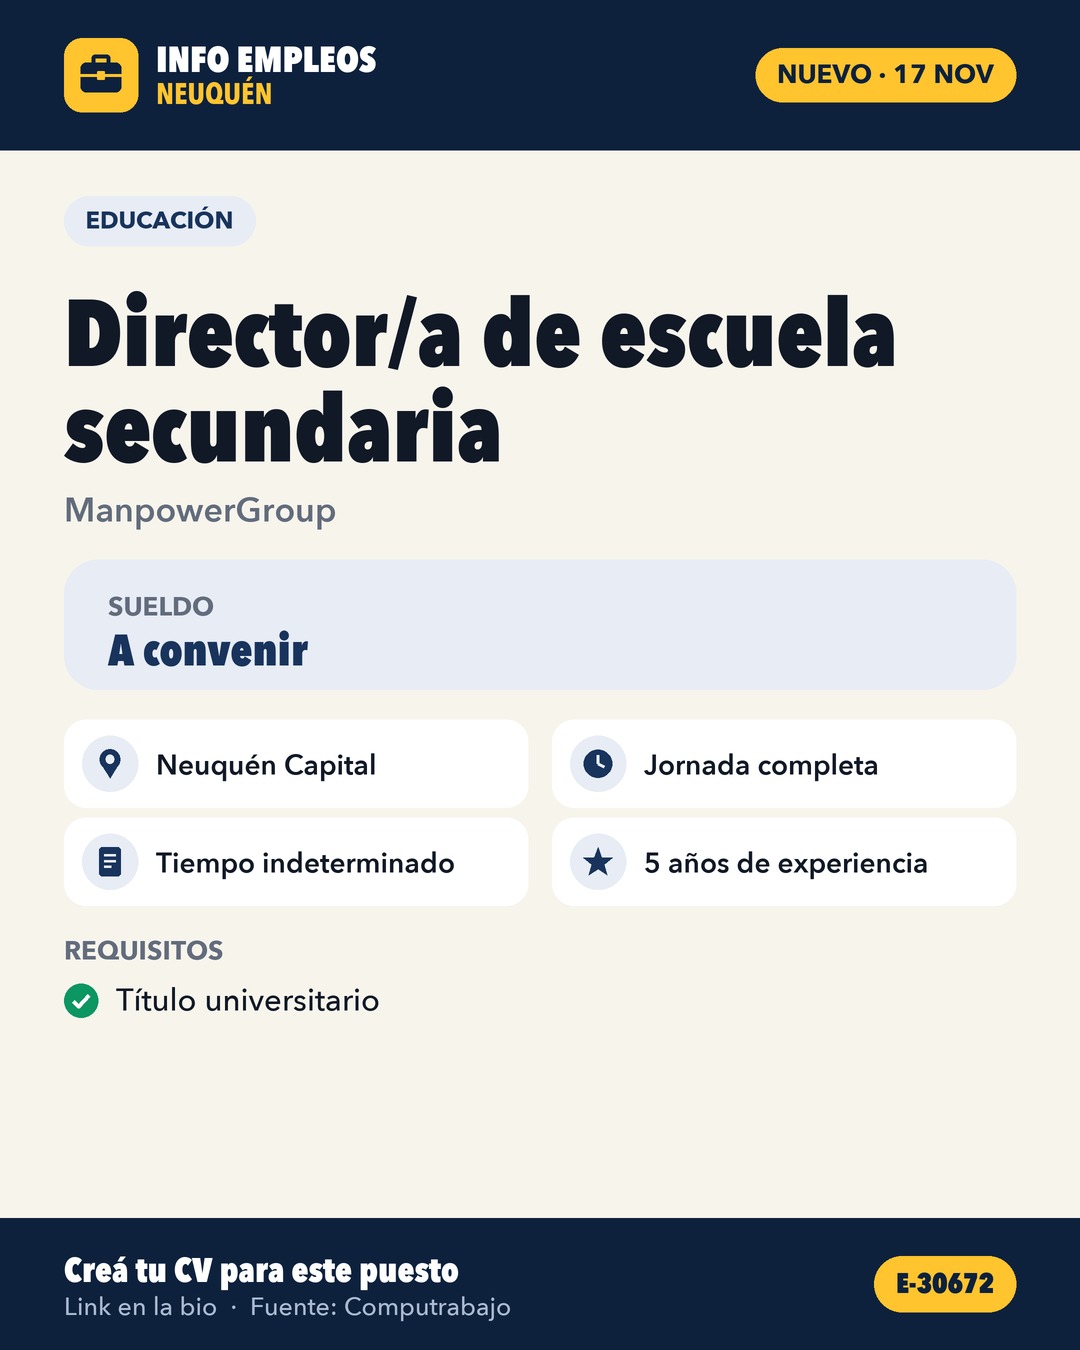 INFO EMPLEOS
NEUQUÉN
NUEVO · 17 NOV
EDUCACIÓN
Director/a de escuela
secundaria
ManpowerGroup
SUELDO
A convenir
Neuquén Capital
Jornada completa
Tiempo indeterminado
5 años de experiencia
REQUISITOS
Título universitario
Creá tu CV para este puesto
Link en la bio · Fuente: Computrabajo
E-30672